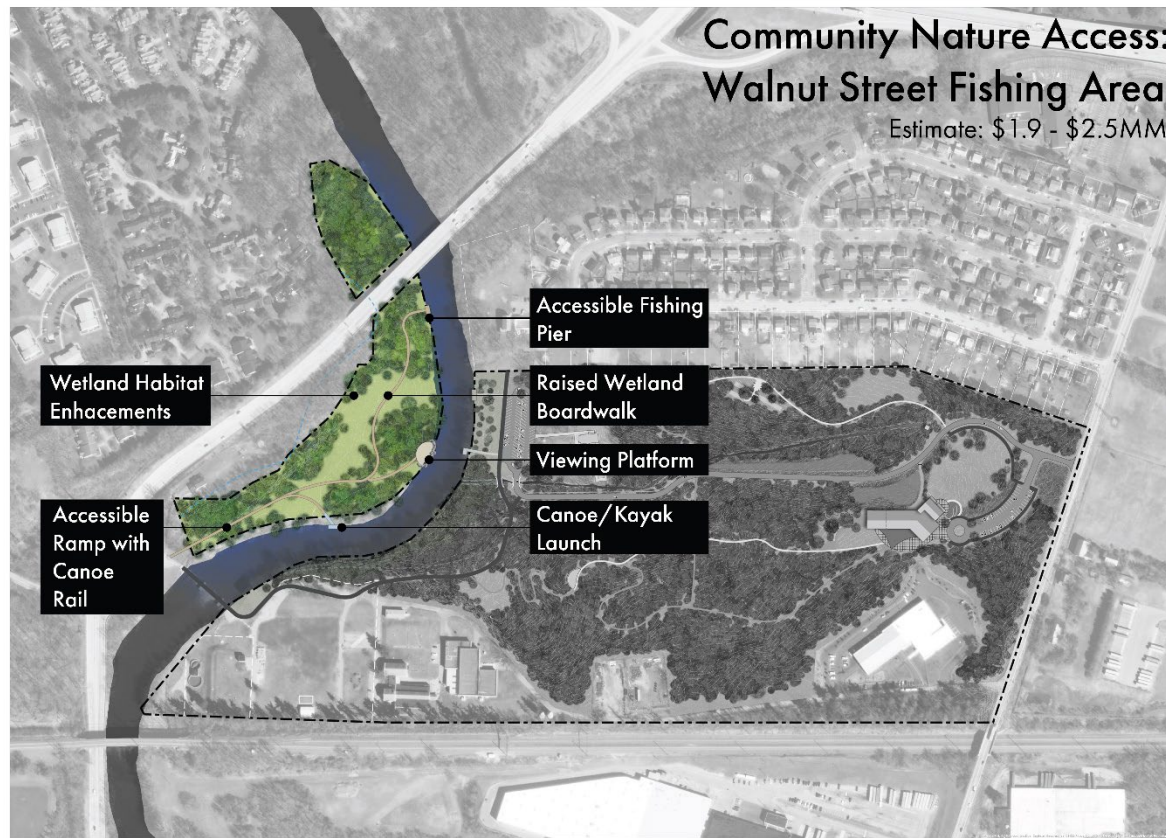 Community Nature Access:
Walnut Street Fishing Area
Estimate: $1.9 - $2.5MM
Accessible Fishing
Pier
Wetland Habitat
Enhacements
Raised Wetland
Boardwalk
Viewing Platform
Accessible
Ramp with
Canoe
Rail
Canoe/Kayak
Launch